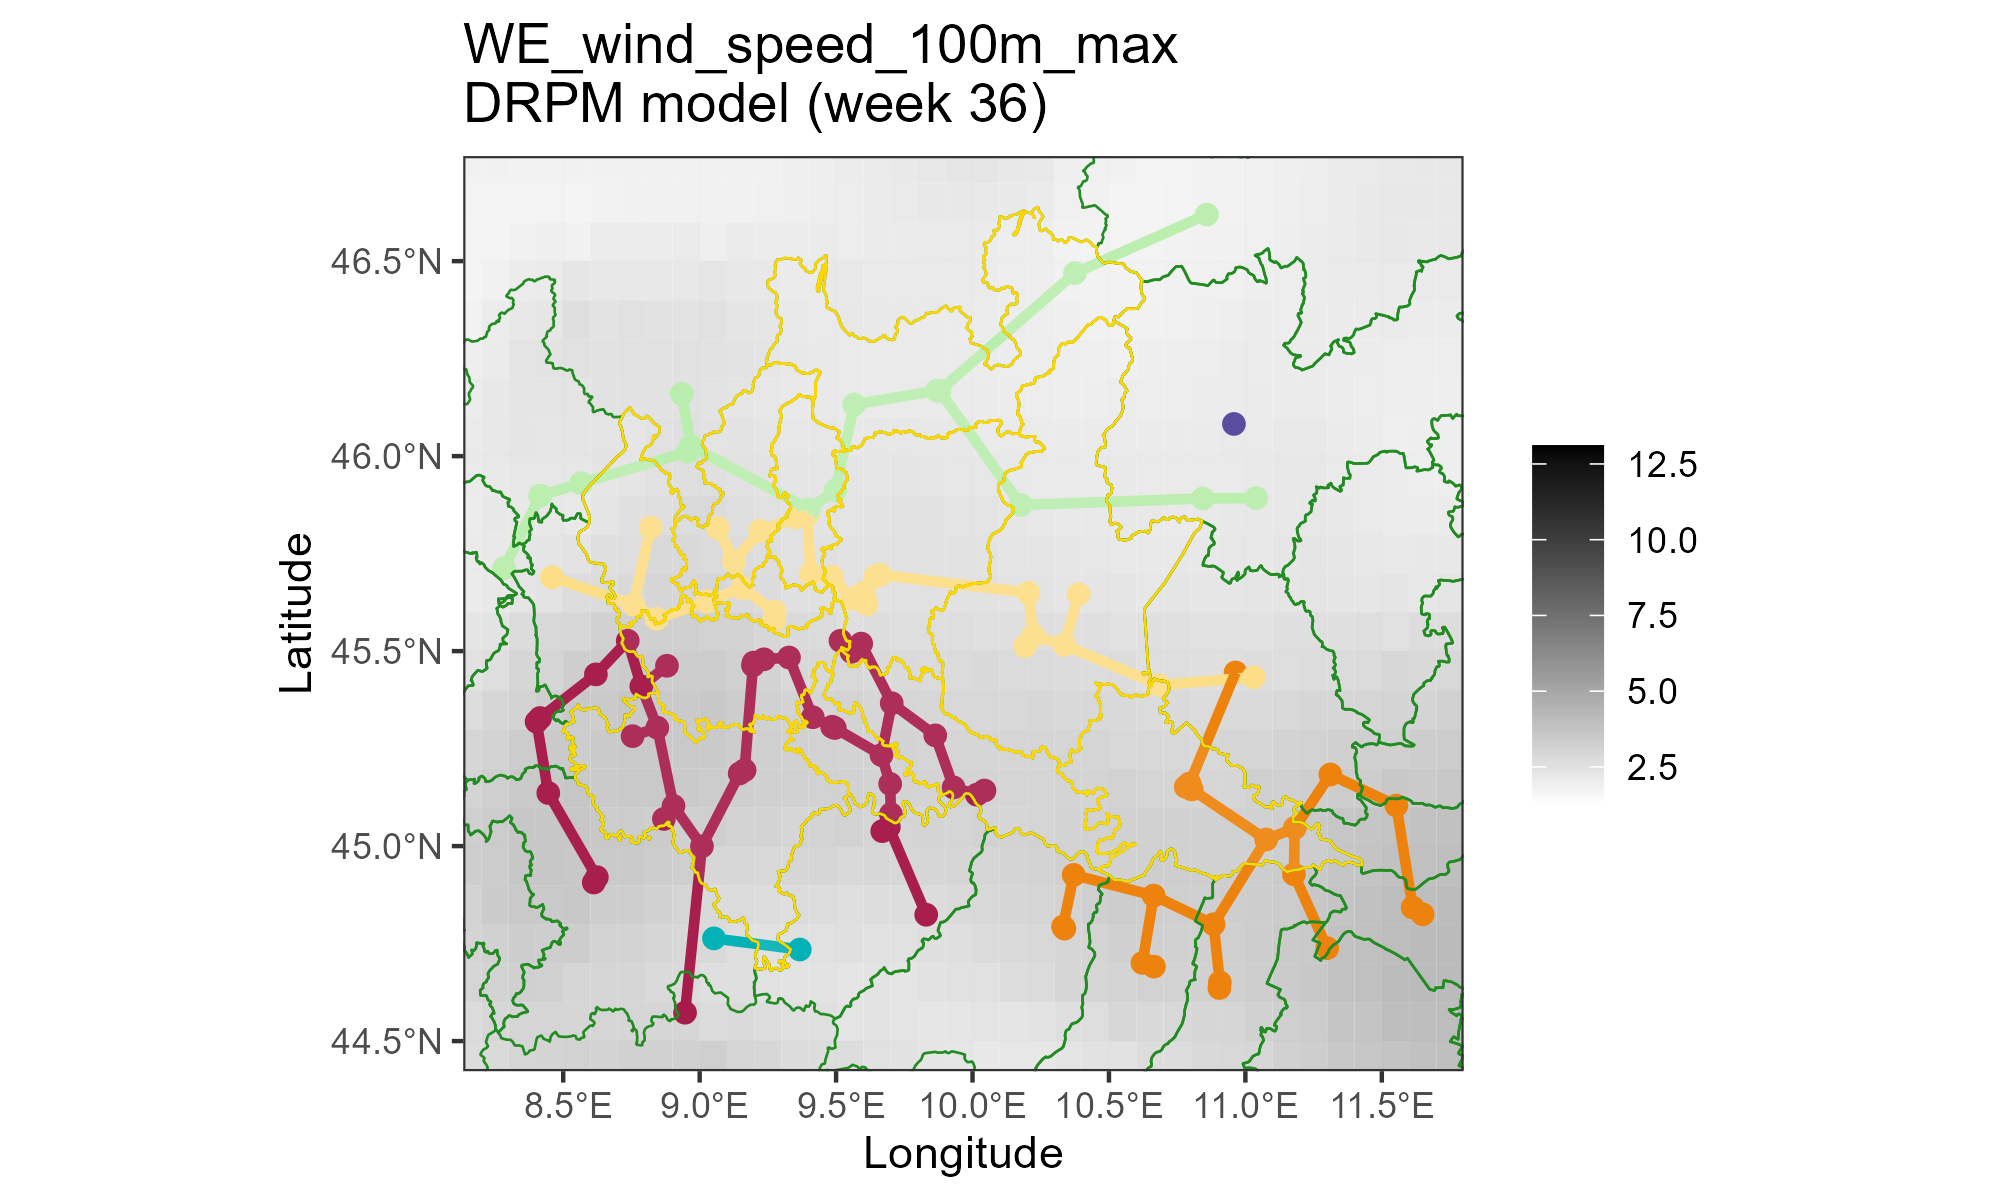 WE_wind_speed_100m_max
DRPM model (week 36)
Latitude
46.5°N
46.0°N
45.5°N
45.0°N
44.5°N
8.5°E
9.0°E
9.5°E
10.0°E
10.5°E
11.0°E
11.5°E
Longitude
12.5
10.0
7.5
5.0
2.5